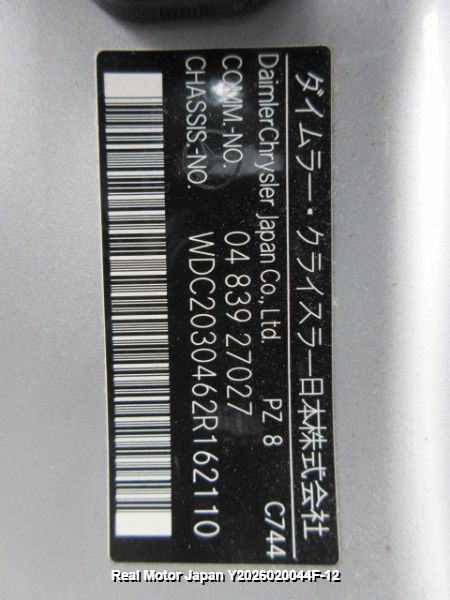 ダイムラー・クライスラー日本株式会社
DaimlerChrysler Japan Co., Ltd. PZ 8 C744
COMM.-NO. 04 839 27027
CHASSIS.-NO. WDC2030462R162110
Real Motor Japan Y2026020044F-12